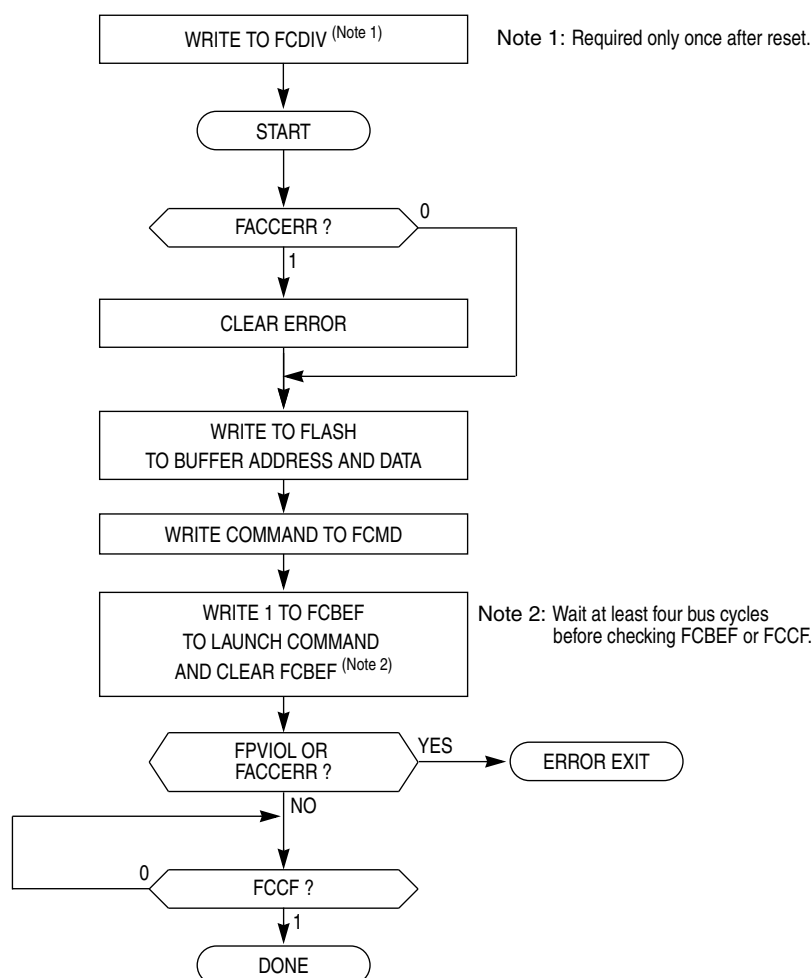 WRITE TO FCDIV (Note 1)
Note 1: Required only once after reset.
START
FACCERR ?
0
1
CLEAR ERROR
WRITE TO FLASH
TO BUFFER ADDRESS AND DATA
WRITE COMMAND TO FCMD
WRITE 1 TO FCBEF
TO LAUNCH COMMAND
AND CLEAR FCBEF (Note 2)
Note 2: Wait at least four bus cycles
before checking FCBEF or FCCF.
FPVIOL OR
FACCERR ?
YES
ERROR EXIT
NO
0
FCCF ?
1
DONE